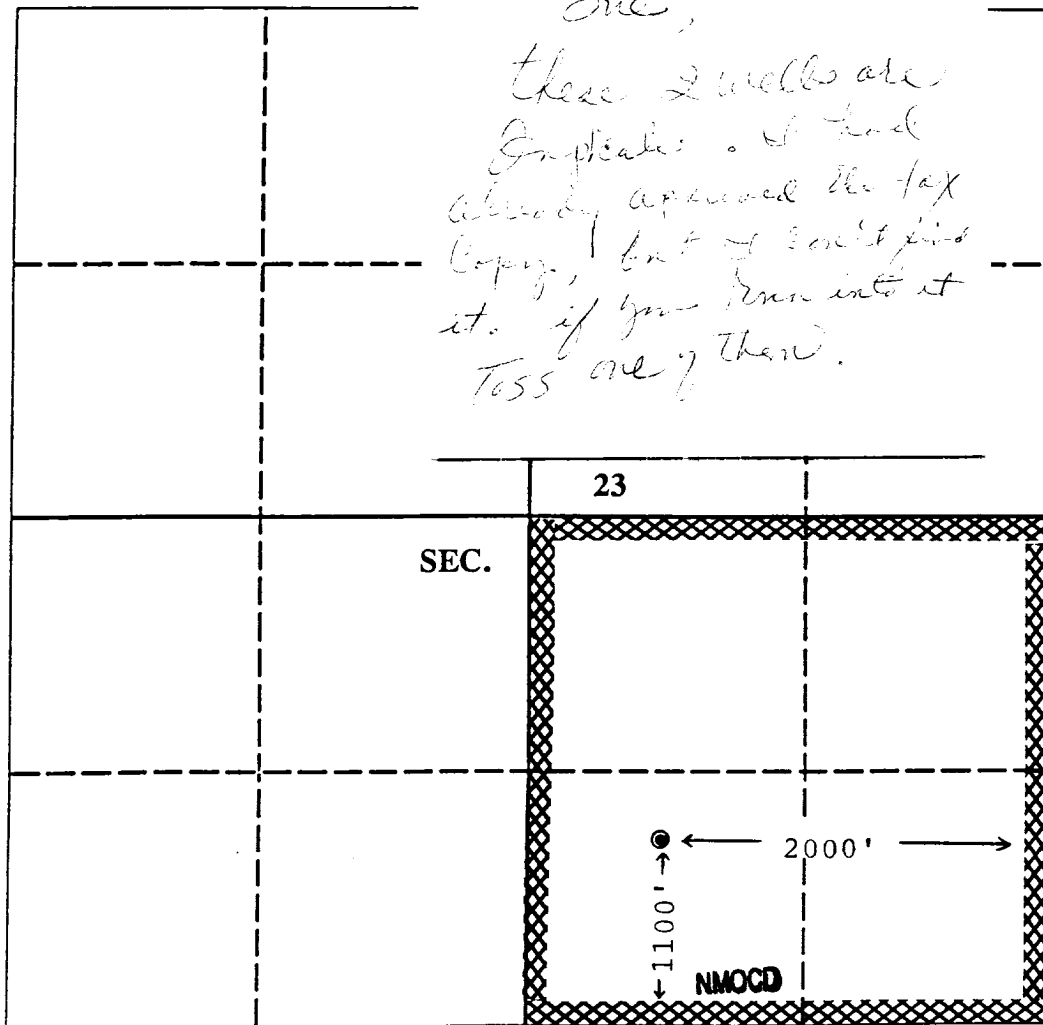 One,
these 2 wells are
Duplicate. I had
already approved the fax
Copy, but I can't find
it. if you run into it
Toss one of them.
23
SEC.
2000'
1100'
NMOCD